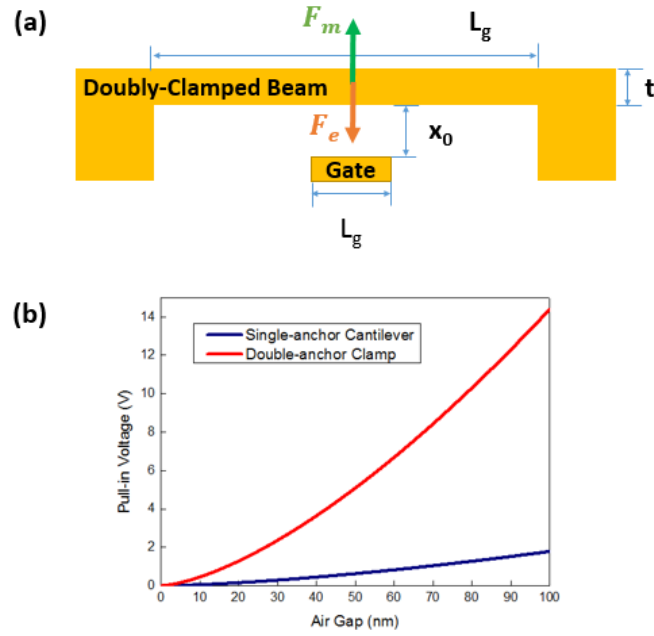 (a)
F_m
L_g
Doubly-Clamped Beam
t
F_e
x_0
Gate
L_g
(b)
14
12
10
8
6
4
2
0
Pull-in Voltage (V)
Single-anchor Cantilever
Double-anchor Clamp
0 10 20 30 40 50 60 70 80 90 100
Air Gap (nm)